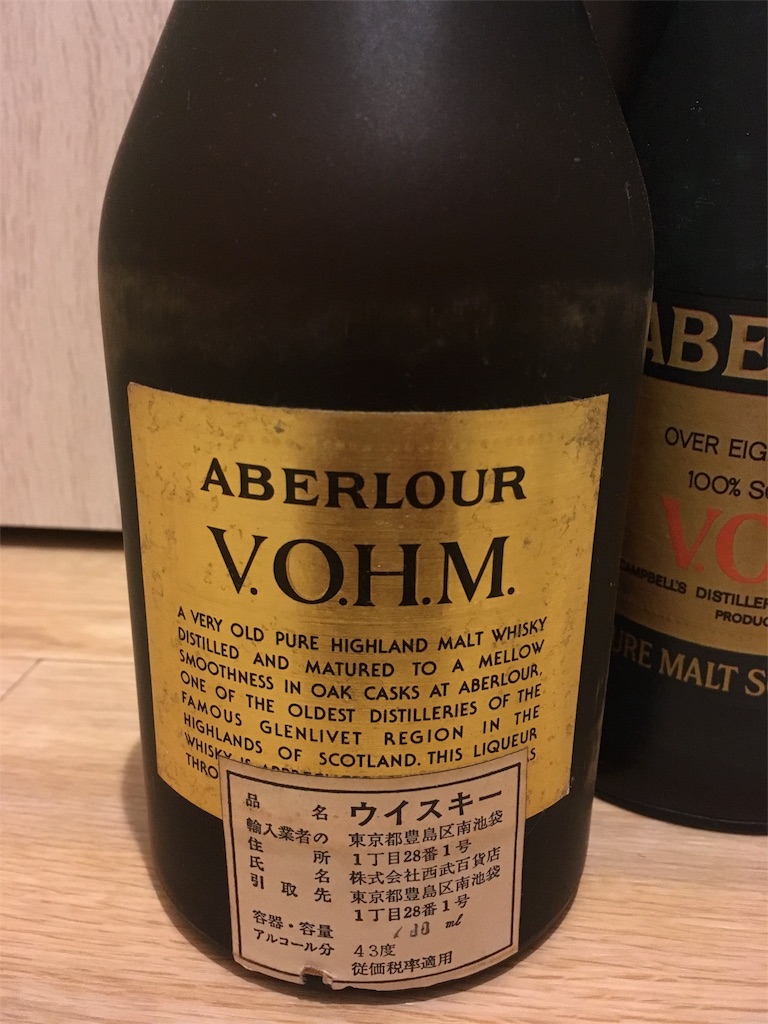 ABERLOUR
V.O.H.M.
A VERY OLD PURE HIGHLAND MALT WHISKY
DISTILLED AND MATURED TO A MELLOW
SMOOTHNESS IN OAK CASKS AT ABERLOUR,
ONE OF THE OLDEST DISTILLERIES OF THE
FAMOUS GLENLIVET REGION IN THE
HIGHLANDS OF SCOTLAND. THIS LIQUEUR
WHISKY IS
品名 ウイスキー
輸入業者の 東京都豊島区南池袋
住所 1丁目28番1号
氏名 株式会社西武百貨店
引取先 東京都豊島区南池袋
1丁目28番1号
容器・容量 ml
アルコール分 43度
従価税率適用
ABE
OVER EIG
100% S
V.O
CAMPBELL'S DISTILLER
PRODUC
URE MALT S